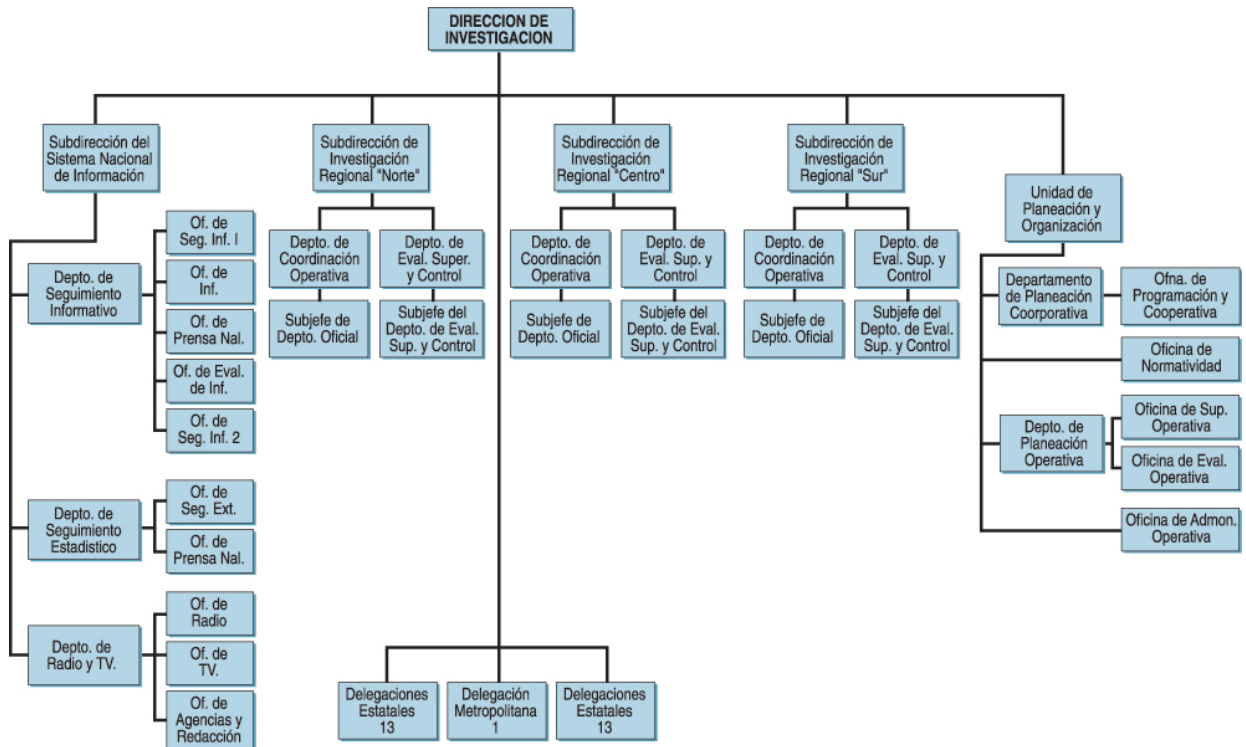 DIRECCION DE
INVESTIGACION
Subdirección del
Sistema Nacional
de Información
Subdirección de
Investigación
Regional "Norte"
Subdirección de
Investigación
Regional "Centro"
Subdirección de
Investigación
Regional "Sur"
Unidad de
Planeación y
Organización
Depto. de
Seguimiento
Informativo
Of. de
Seg. Inf. I
Of. de
Inf.
Of. de
Prensa Nal.
Of. de Eval.
de Inf.
Of. de
Seg. Inf. 2
Depto. de
Seguimiento
Estadistico
Of. de
Seg. Ext.
Of. de
Prensa Nal.
Depto. de
Radio y TV.
Of. de
Radio
Of. de
TV.
Of. de
Agencias y
Redacción
Depto. de
Coordinación
Operativa
Depto. de
Eval. Super.
y Control
Subjefe de
Depto. Oficial
Subjefe del
Depto. de Eval.
Sup. y Control
Depto. de
Coordinación
Operativa
Depto. de
Eval. Sup. y
Control
Subjefe de
Depto. Oficial
Subjefe del
Depto. de Eval.
Sup. y Control
Depto. de
Coordinación
Operativa
Depto. de
Eval. Sup. y
Control
Subjefe de
Depto. Oficial
Subjefe del
Depto. de Eval.
Sup. y Control
Departamento
de Planeación
Coorporativa
Ofna. de
Programación y
Cooperativa
Oficina de
Normatividad
Depto. de
Planeación
Operativa
Oficina de Sup.
Operativa
Oficina de Eval.
Operativa
Oficina de Admon.
Operativa
Delegaciones
Estatales
13
Delegación
Metropolitana
1
Delegaciones
Estatales
13